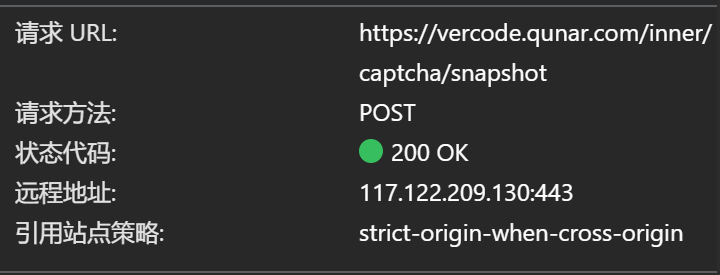 请求 URL: https://vercode.qunar.com/inner/
captcha/snapshot
请求方法: POST
状态代码: 200 OK
远程地址: 117.122.209.130:443
引用站点策略: strict-origin-when-cross-origin